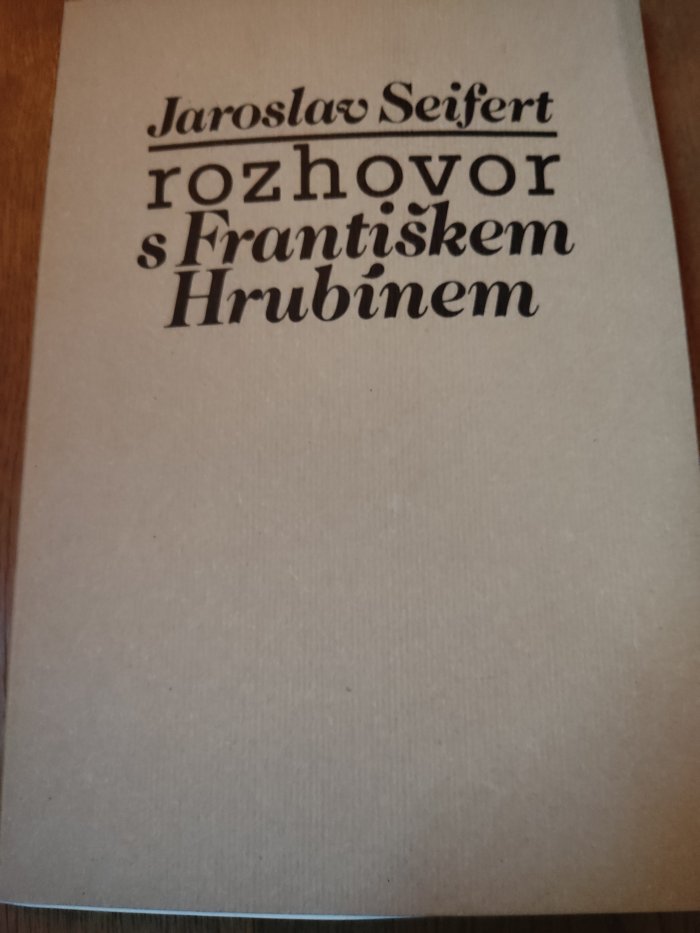 Jaroslav Seifert
rozhovor
s Františkem
Hrubínem